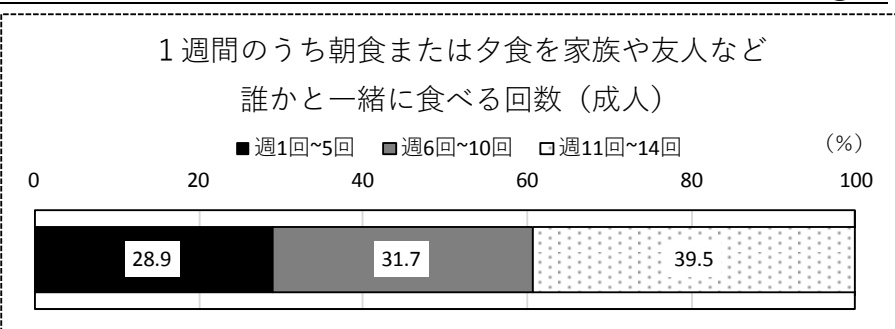 １週間のうち朝食または夕食を家族や友人など
誰かと一緒に食べる回数（成人）
■週1回~5回 ■週6回~10回 □週11回~14回 （%）
0 20 40 60 80 100
28.9 31.7 39.5